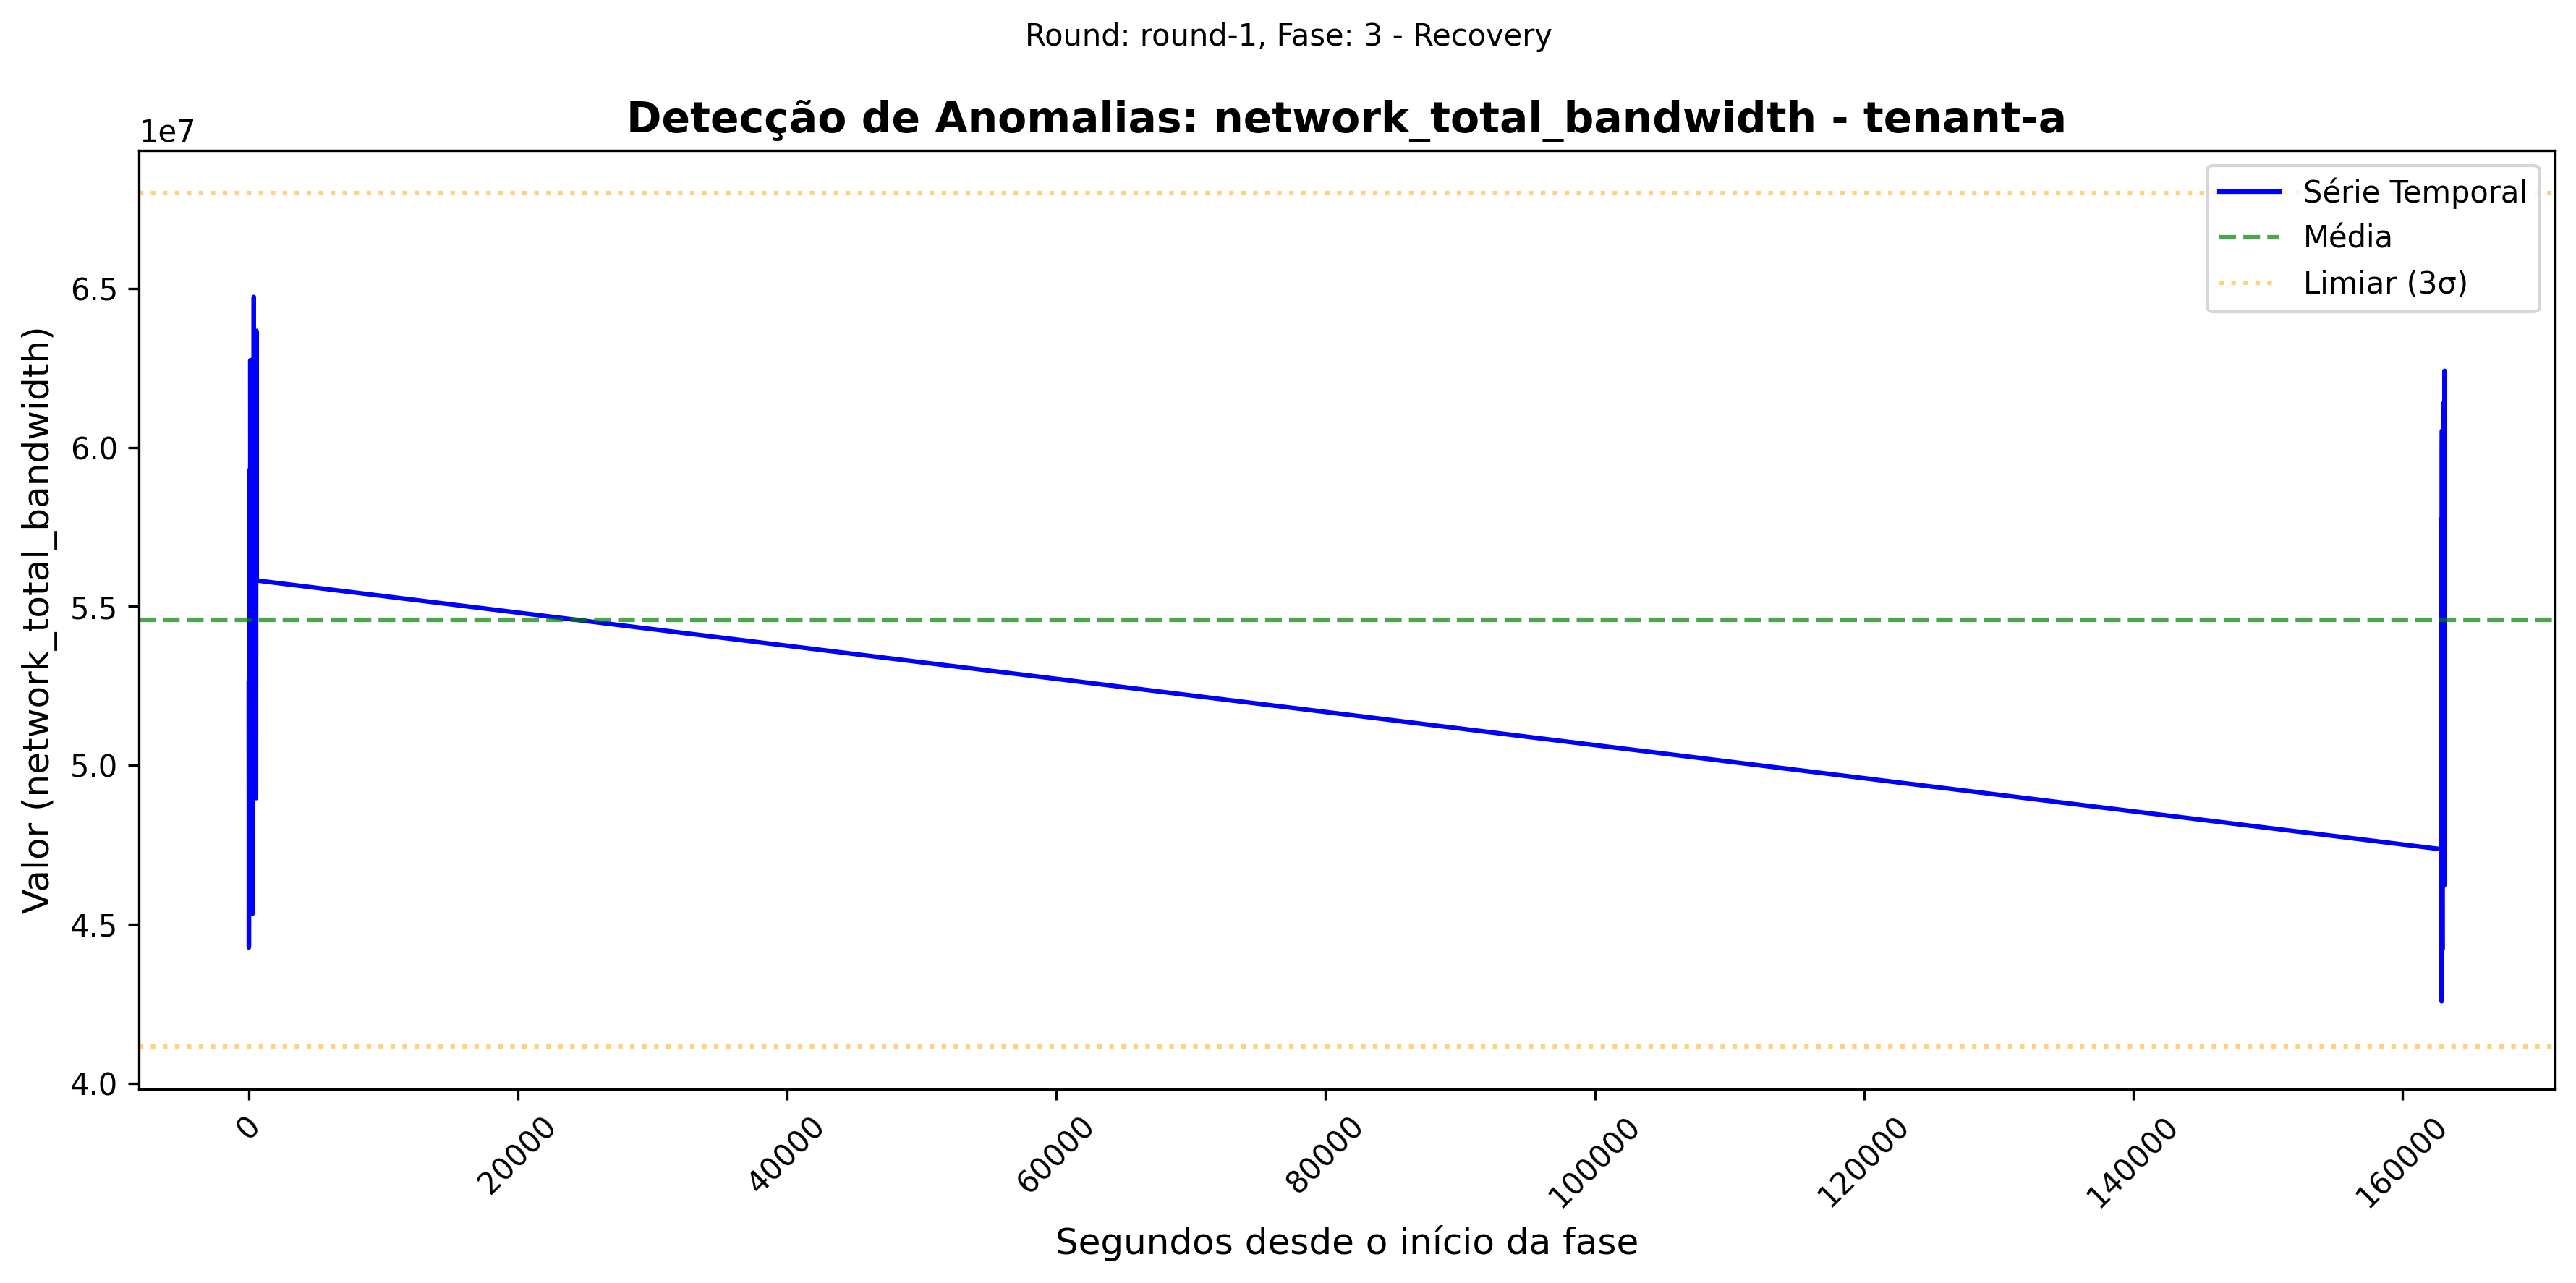 Round: round-1, Fase: 3 - Recovery
Detecção de Anomalias: network_total_bandwidth - tenant-a
1e7
Série Temporal
Média
Limiar (3σ)
6.5
6.0
5.5
5.0
4.5
4.0
Valor (network_total_bandwidth)
0
20000
40000
60000
80000
100000
120000
140000
160000
Segundos desde o início da fase